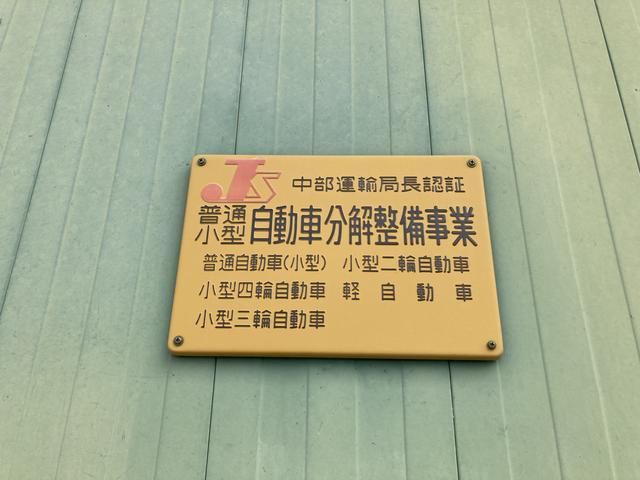 JS 中部運輸局長認証
普通
小型 自動車分解整備事業
普通自動車(小型) 小型二輪自動車
小型四輪自動車 軽自動車
小型三輪自動車